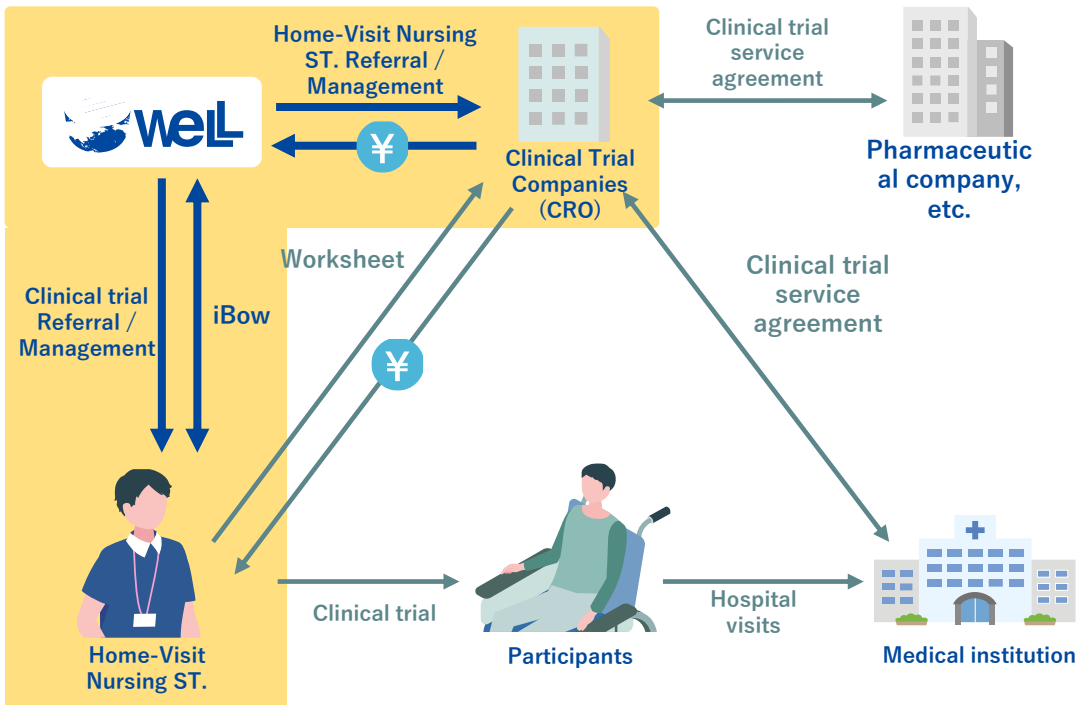 Home-Visit Nursing
ST. Referral /
Management
weLL
¥
Clinical Trial
Companies
(CRO)
Clinical trial
service
agreement
Pharmaceutic
al company,
etc.
Clinical trial
Referral /
Management
iBow
Worksheet
¥
Clinical trial
service
agreement
Home-Visit
Nursing ST.
Clinical trial
Participants
Hospital
visits
Medical institution